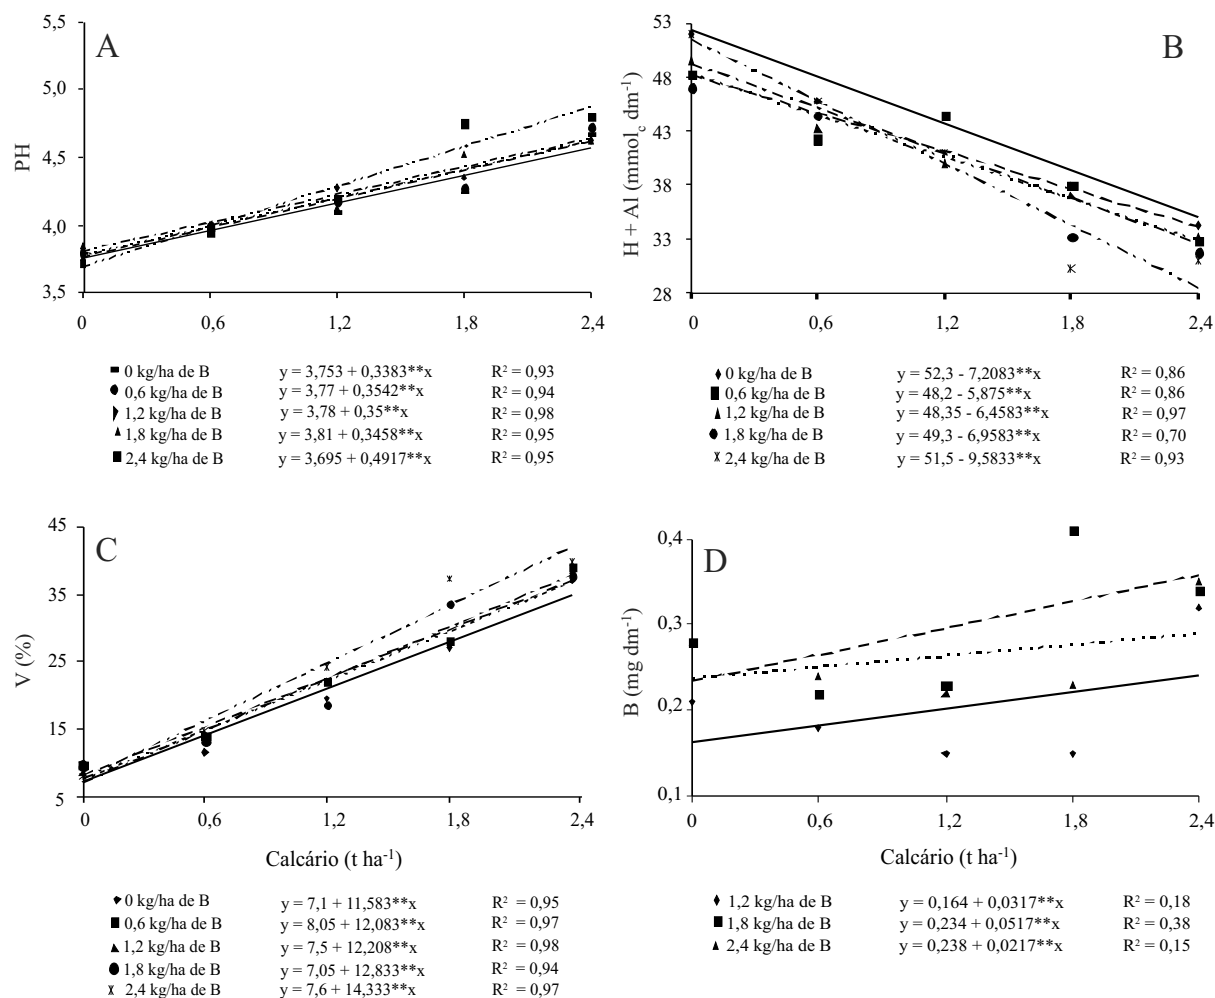 A
PH
5,5
5,0
4,5
4,0
3,5
0 0,6 1,2 1,8 2,4
0 kg/ha de B y = 3,753 + 0,3383**x R² = 0,93
0,6 kg/ha de B y = 3,77 + 0,3542**x R² = 0,94
1,2 kg/ha de B y = 3,78 + 0,35**x R² = 0,98
1,8 kg/ha de B y = 3,81 + 0,3458**x R² = 0,95
2,4 kg/ha de B y = 3,695 + 0,4917**x R² = 0,95
B
H + Al (mmolc dm-1)
53
48
43
38
33
28
0 0,6 1,2 1,8 2,4
0 kg/ha de B y = 52,3 - 7,2083**x R² = 0,86
0,6 kg/ha de B y = 48,2 - 5,875**x R² = 0,86
1,2 kg/ha de B y = 48,35 - 6,4583**x R² = 0,97
1,8 kg/ha de B y = 49,3 - 6,9583**x R² = 0,70
2,4 kg/ha de B y = 51,5 - 9,5833**x R² = 0,93
C
V (%)
45
35
25
15
5
0 0,6 1,2 1,8 2,4
Calcário (t ha-1)
0 kg/ha de B y = 7,1 + 11,583**x R² = 0,95
0,6 kg/ha de B y = 8,05 + 12,083**x R² = 0,97
1,2 kg/ha de B y = 7,5 + 12,208**x R² = 0,98
1,8 kg/ha de B y = 7,05 + 12,833**x R² = 0,94
2,4 kg/ha de B y = 7,6 + 14,333**x R² = 0,97
D
B (mg dm-1)
0,4
0,3
0,2
0,1
0 0,6 1,2 1,8 2,4
Calcário (t ha-1)
1,2 kg/ha de B y = 0,164 + 0,0317**x R² = 0,18
1,8 kg/ha de B y = 0,234 + 0,0517**x R² = 0,38
2,4 kg/ha de B y = 0,238 + 0,0217**x R² = 0,15